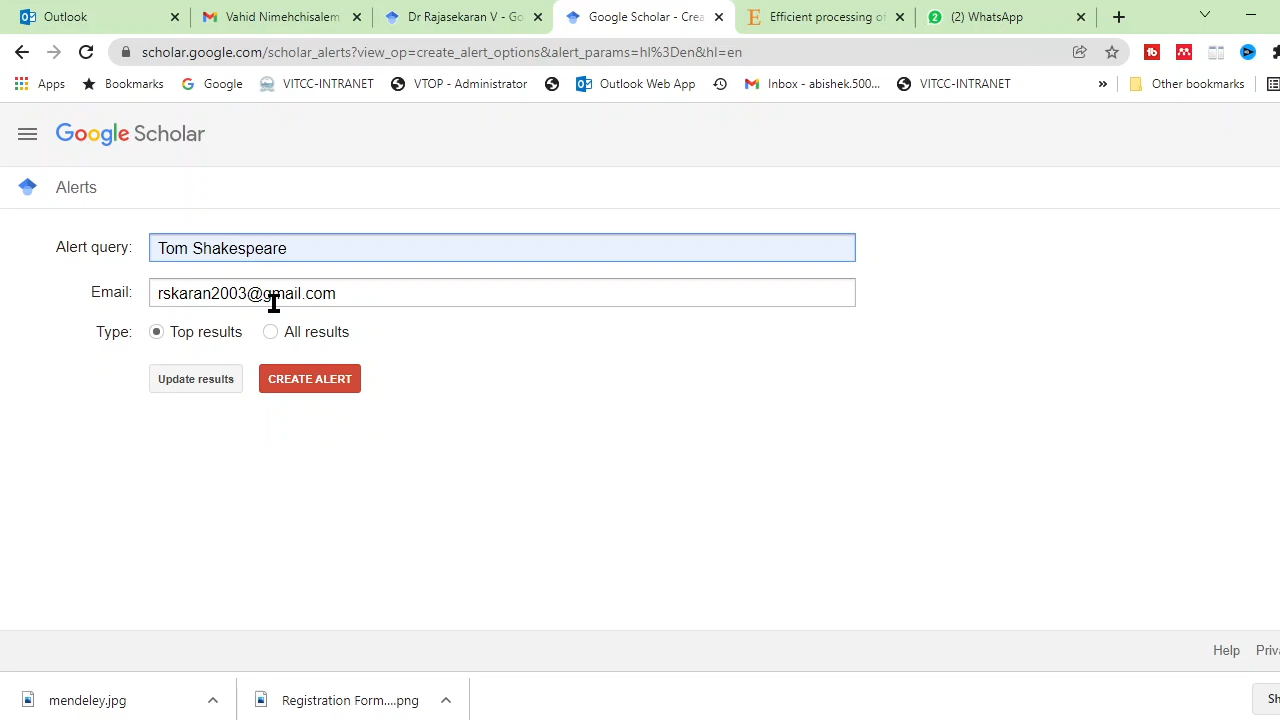 Outlook
Vahid Nimehchisalem
Dr Rajasekaran V - Go
Google Scholar - Crea
Efficient processing of
(2) WhatsApp
scholar.google.com/scholar_alerts?view_op=create_alert_options&alert_params=hl%3Den&hl=en
Apps
Bookmarks
Google
VITCC-INTRANET
VTOP - Administrator
Outlook Web App
Inbox - abishek.500...
VITCC-INTRANET
»
Other bookmarks
Google Scholar
Alerts
Alert query: Tom Shakespeare
Email: rskaran2003@gmail.com
Type: Top results All results
Update results CREATE ALERT
Help Priva
mendeley.jpg
Registration Form....png
Sh